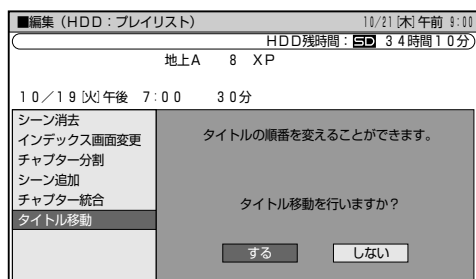 ■編集（HDD：プレイリスト） 10/21[木]午前 9:00
HDD残時間：SD 34時間10分
地上A 8 XP
10／19[火]午後 7:00 30分
シーン消去
インデックス画面変更
チャプター分割
シーン追加
チャプター統合
タイトル移動
タイトルの順番を変えることができます。
タイトル移動を行いますか？
する しない